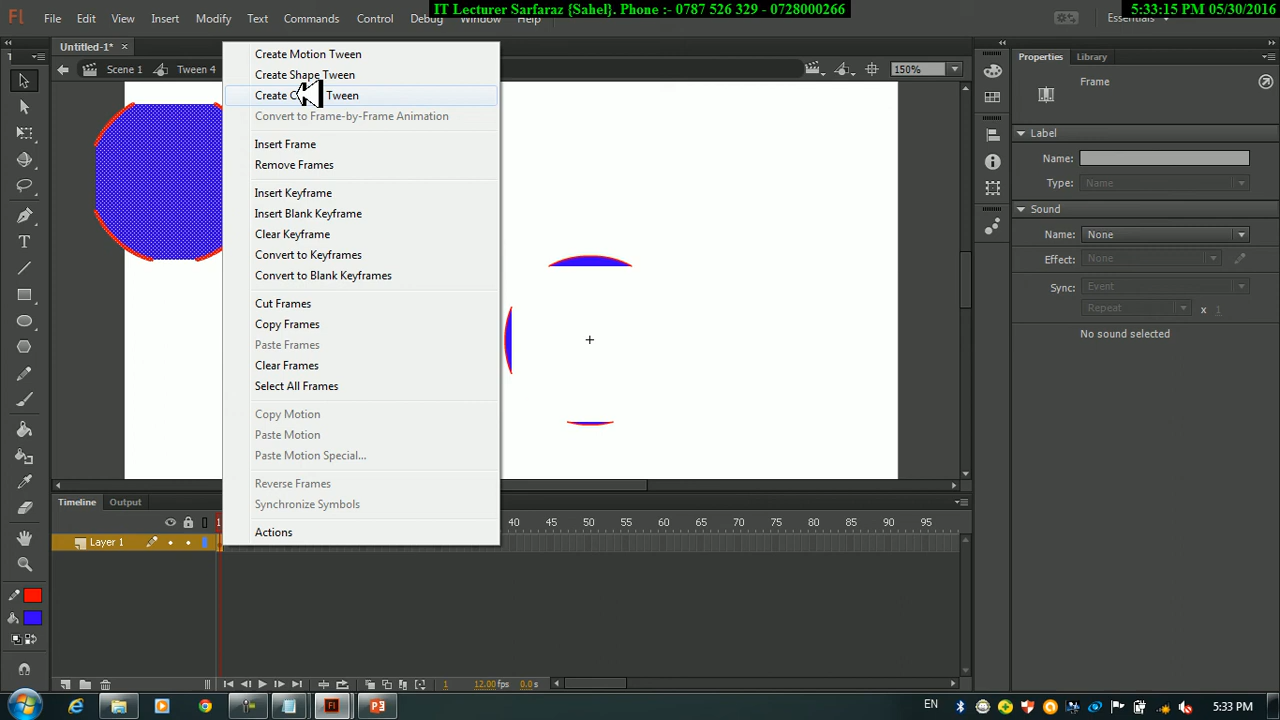 IT Lecturer Sarfaraz {Sahel}. Phone :- 0787 526 329 - 0728000266
5:33:15 PM 05/30/2016
Fl File Edit View Insert Modify Text Commands Control Debug Window Help Essentials
Untitled-1* ×
Scene 1 Tween 4 150%
Create Motion Tween
Create Shape Tween
Create C Tween
Convert to Frame-by-Frame Animation
Insert Frame
Remove Frames
Insert Keyframe
Insert Blank Keyframe
Clear Keyframe
Convert to Keyframes
Convert to Blank Keyframes
Cut Frames
Copy Frames
Paste Frames
Clear Frames
Select All Frames
Copy Motion
Paste Motion
Paste Motion Special...
Reverse Frames
Synchronize Symbols
Actions
Properties Library
Frame
Label
Name:
Type: Name
Sound
Name: None
Effect: None
Sync: Event
Repeat x 1
No sound selected
Timeline Output
1 40 45 50 55 60 65 70 75 80 85 90 95
Layer 1
1 12.00 fps 0.0 s
EN 5:33 PM